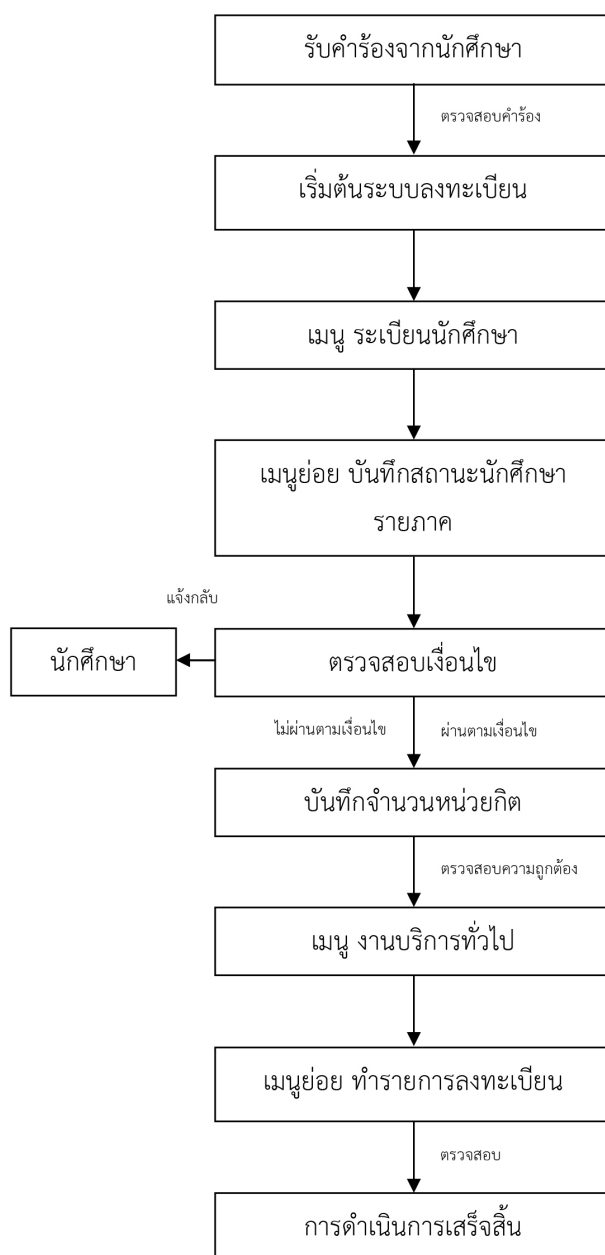 รับคำร้องจากนักศึกษา
ตรวจสอบคำร้อง
เริ่มต้นระบบลงทะเบียน
เมนู ระเบียนนักศึกษา
เมนูย่อย บันทึกสถานะนักศึกษา
รายภาค
แจ้งกลับ
นักศึกษา
ตรวจสอบเงื่อนไข
ไม่ผ่านตามเงื่อนไข
ผ่านตามเงื่อนไข
บันทึกจำนวนหน่วยกิต
ตรวจสอบความถูกต้อง
เมนู งานบริการทั่วไป
เมนูย่อย ทำรายการลงทะเบียน
ตรวจสอบ
การดำเนินการเสร็จสิ้น